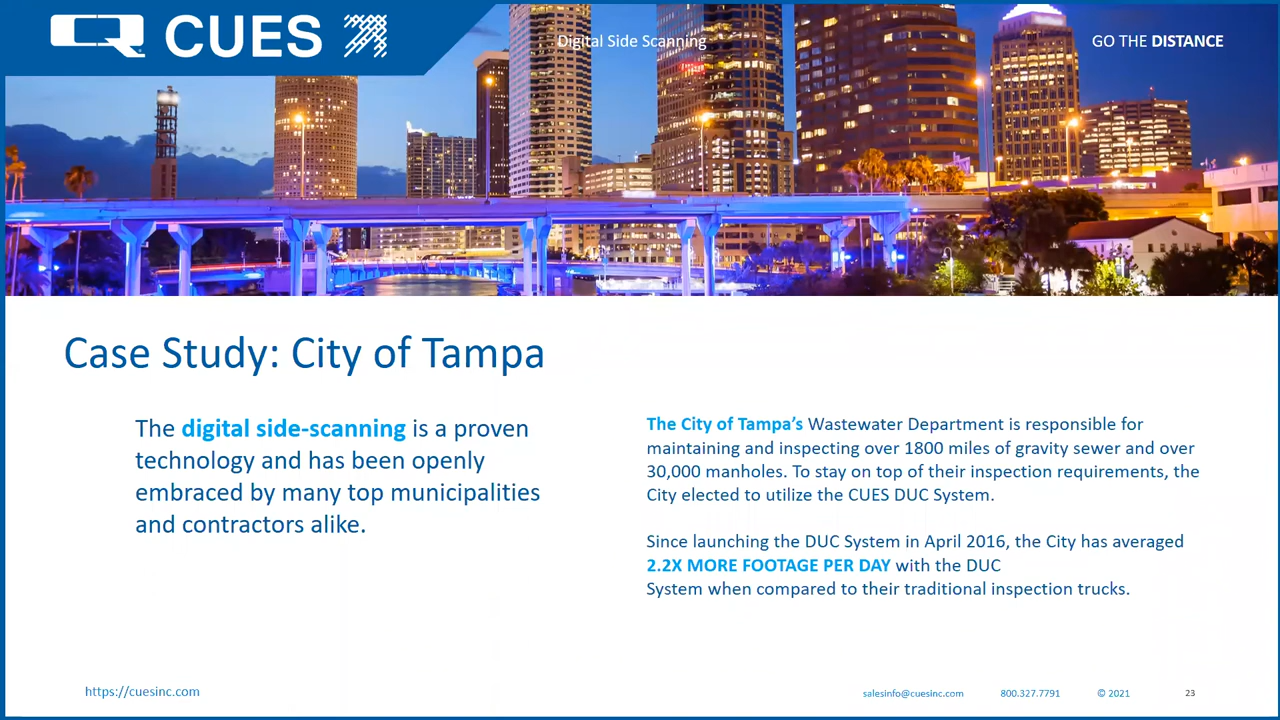 CUES
Digital Side Scanning
GO THE DISTANCE
Case Study: City of Tampa
The digital side-scanning is a proven
technology and has been openly
embraced by many top municipalities
and contractors alike.
The City of Tampa’s Wastewater Department is responsible for
maintaining and inspecting over 1800 miles of gravity sewer and over
30,000 manholes. To stay on top of their inspection requirements, the
City elected to utilize the CUES DUC System.
Since launching the DUC System in April 2016, the City has averaged
2.2X MORE FOOTAGE PER DAY with the DUC
System when compared to their traditional inspection trucks.
https://cuesinc.com
salesinfo@cuesinc.com
800.327.7791
© 2021
23